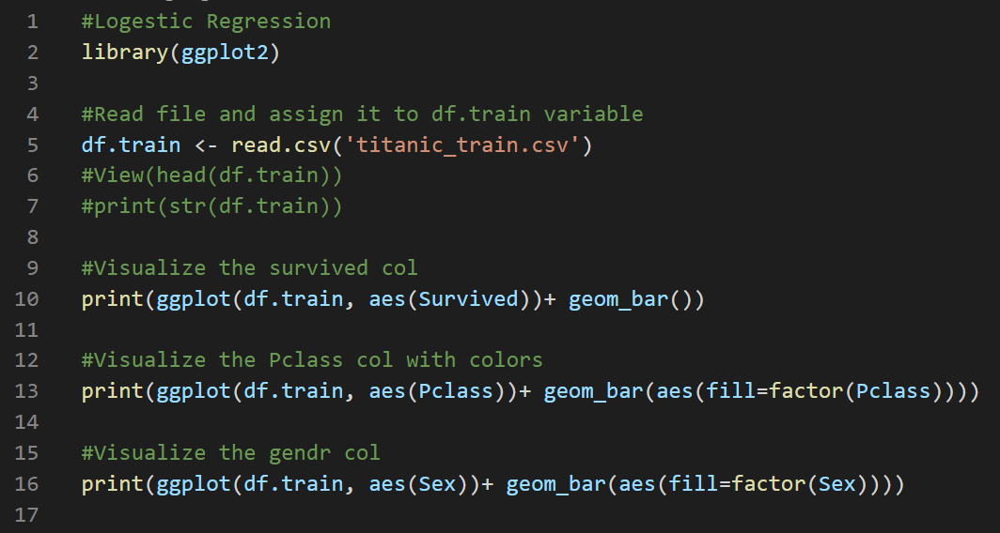 1 #Logestic Regression
2 library(ggplot2)
3
4 #Read file and assign it to df.train variable
5 df.train <- read.csv('titanic_train.csv')
6 #View(head(df.train))
7 #print(str(df.train))
8
9 #Visualize the survived col
10 print(ggplot(df.train, aes(Survived))+ geom_bar())
11
12 #Visualize the Pclass col with colors
13 print(ggplot(df.train, aes(Pclass))+ geom_bar(aes(fill=factor(Pclass))))
14
15 #Visualize the gendr col
16 print(ggplot(df.train, aes(Sex))+ geom_bar(aes(fill=factor(Sex))))
17